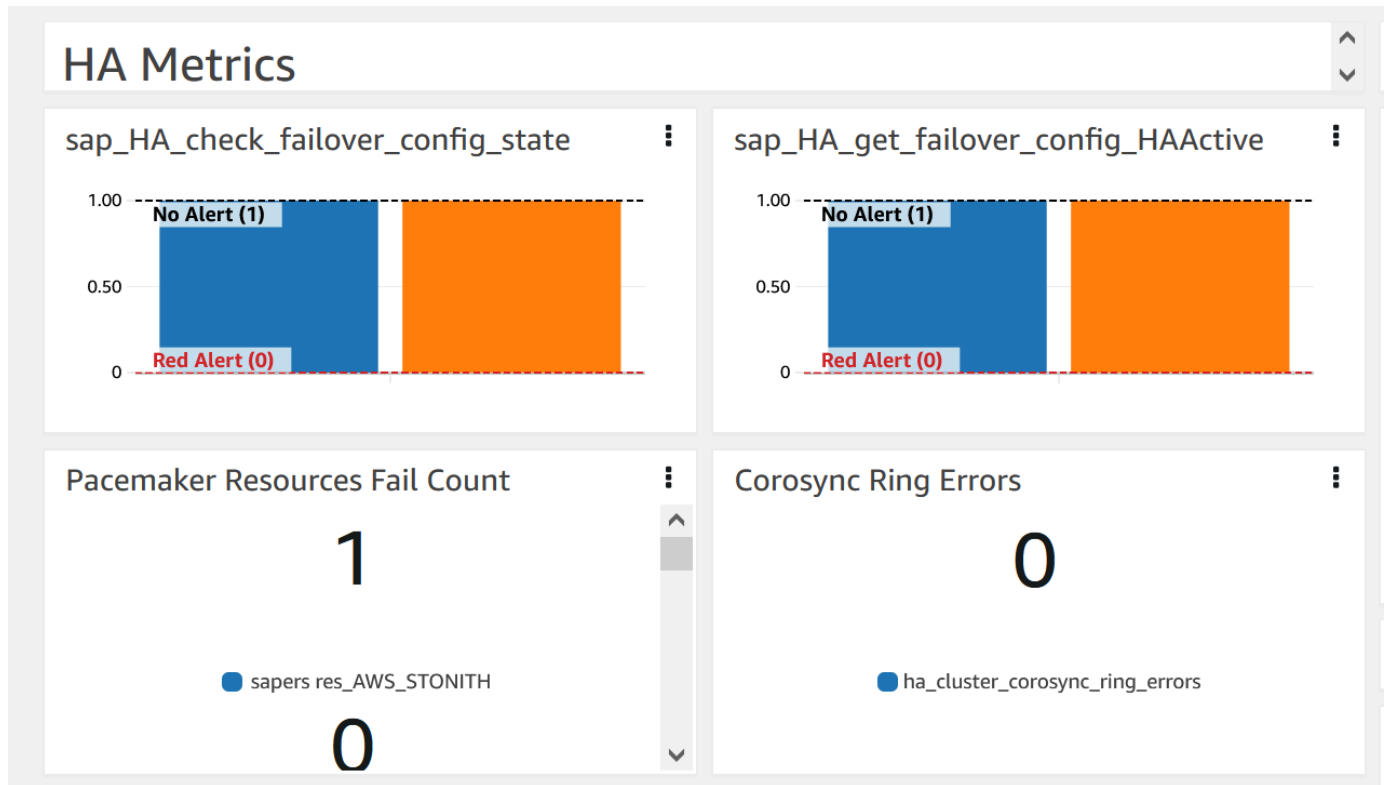 HA Metrics
sap_HA_check_failover_config_state
1.00
No Alert (1)
0.50
Red Alert (0)
0
sap_HA_get_failover_config_HAActive
1.00
No Alert (1)
0.50
Red Alert (0)
0
Pacemaker Resources Fail Count
1
sapers res_AWS_STONITH
0
Corosync Ring Errors
0
ha_cluster_corosync_ring_errors